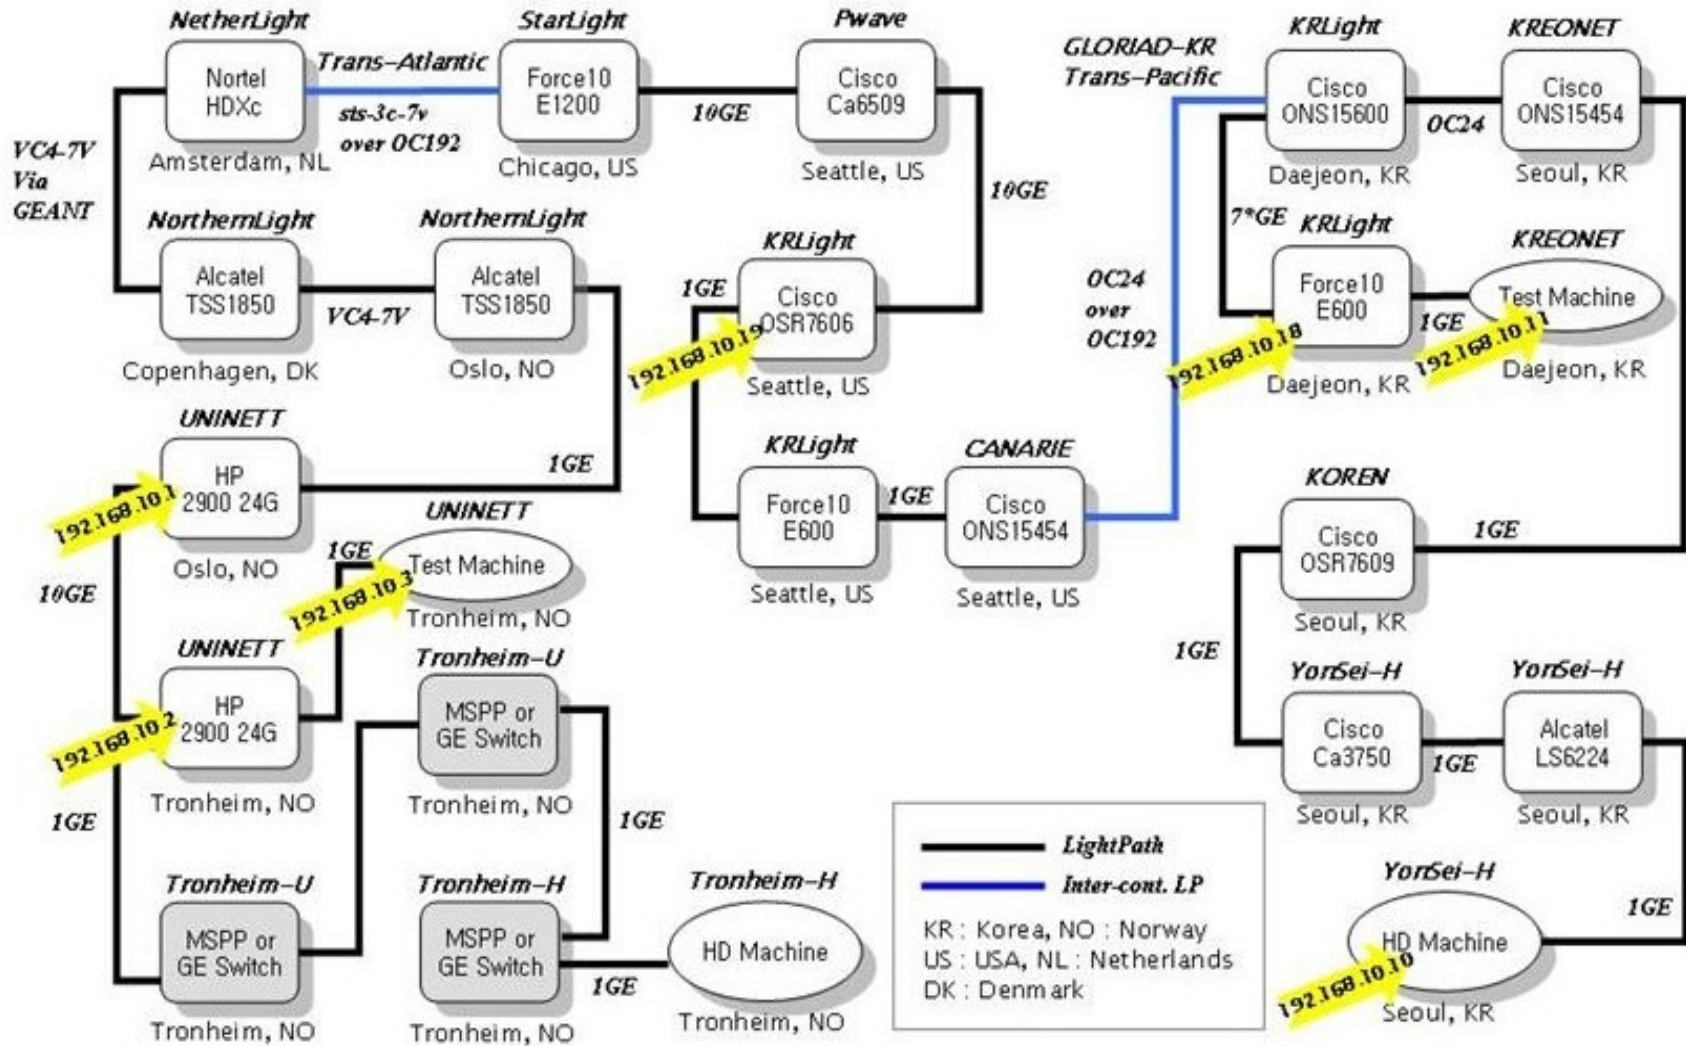 NetherLight
Nortel
HDXc
Amsterdam, NL
Trans-Atlantic
sts-3c-7v
over OC192
StarLight
Force10
E1200
Chicago, US
10GE
Pwave
Cisco
Ca6509
Seattle, US
10GE
VC4-7V
Via
GEANT
NorthernLight
Alcatel
TSS1850
Copenhagen, DK
VC4-7V
NorthernLight
Alcatel
TSS1850
Oslo, NO
1GE
KRLight
Cisco
OSR7606
Seattle, US
1GE
192.168.10.19
KRLight
Force10
E600
Seattle, US
1GE
CANARIE
Cisco
ONS15454
Seattle, US
GLORIAD-KR
Trans-Pacific
OC24
over
OC192
KRLight
Cisco
ONS15600
Daejeon, KR
OC24
KREONET
Cisco
ONS15454
Seoul, KR
7*GE
KRLight
Force10
E600
Daejeon, KR
192.168.10.18
1GE
KREONET
Test Machine
Daejeon, KR
192.168.10.11
UNINETT
HP
2900 24G
Oslo, NO
192.168.10.1
10GE
UNINETT
Test Machine
Tronheim, NO
1GE
192.168.10.3
UNINETT
HP
2900 24G
Tronheim, NO
192.168.10.2
1GE
Tronheim-U
MSPP or
GE Switch
Tronheim, NO
1GE
Tronheim-U
MSPP or
GE Switch
Tronheim, NO
Tronheim-H
MSPP or
GE Switch
Tronheim, NO
1GE
Tronheim-H
HD Machine
Tronheim, NO
KOREN
Cisco
OSR7609
Seoul, KR
1GE
1GE
YonSei-H
Cisco
Ca3750
Seoul, KR
1GE
YonSei-H
Alcatel
LS6224
Seoul, KR
1GE
YonSei-H
HD Machine
Seoul, KR
192.168.10.10
LightPath
Inter-cont. LP
KR : Korea, NO : Norway
US : USA, NL : Netherlands
DK : Denmark